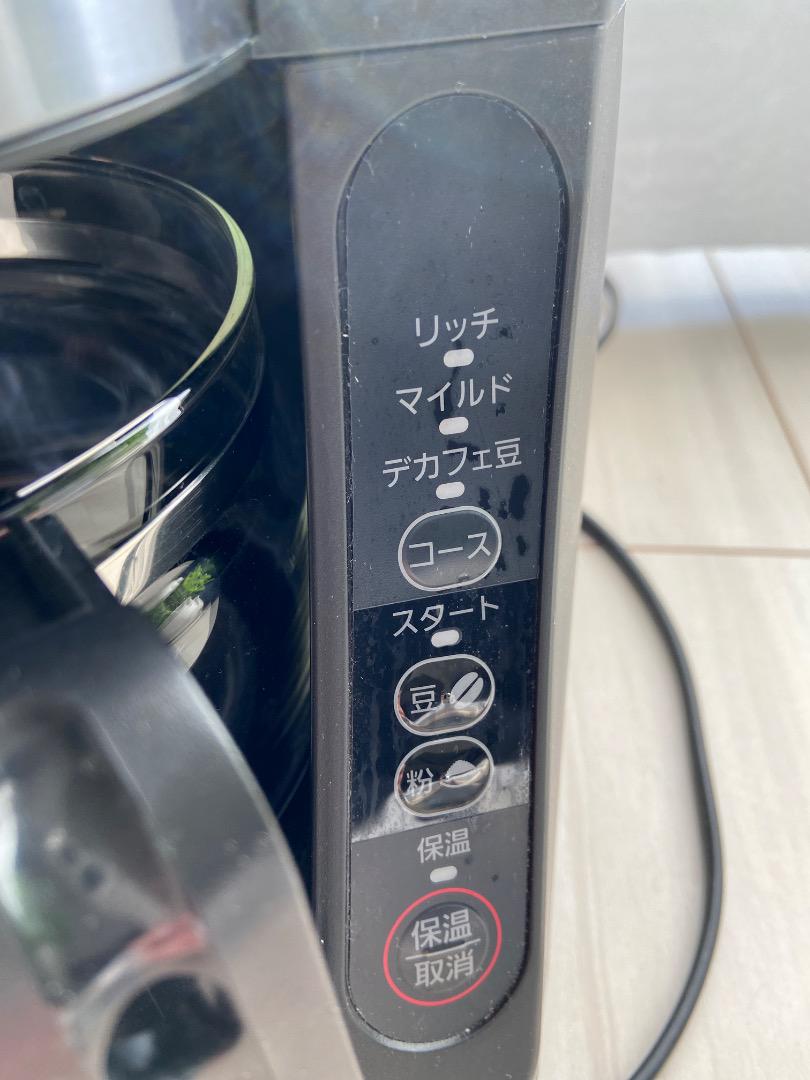 リッチ
マイルド
デカフェ豆
コース
スタート
豆
粉
保温
保温
取消